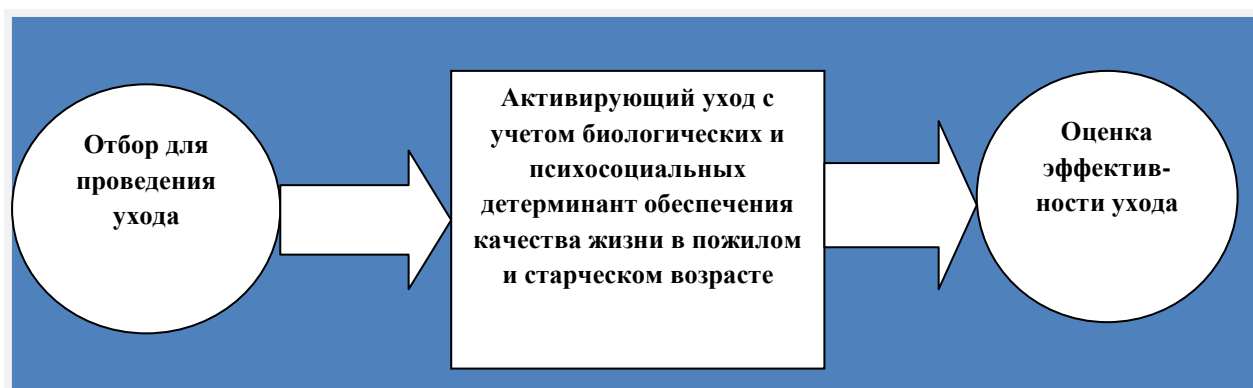 Отбор для
проведения
ухода
Активирующий уход с
учетом биологических и
психосоциальных
детерминант обеспечения
качества жизни в пожилом
и старческом возрасте
Оценка
эффектив-
ности ухода